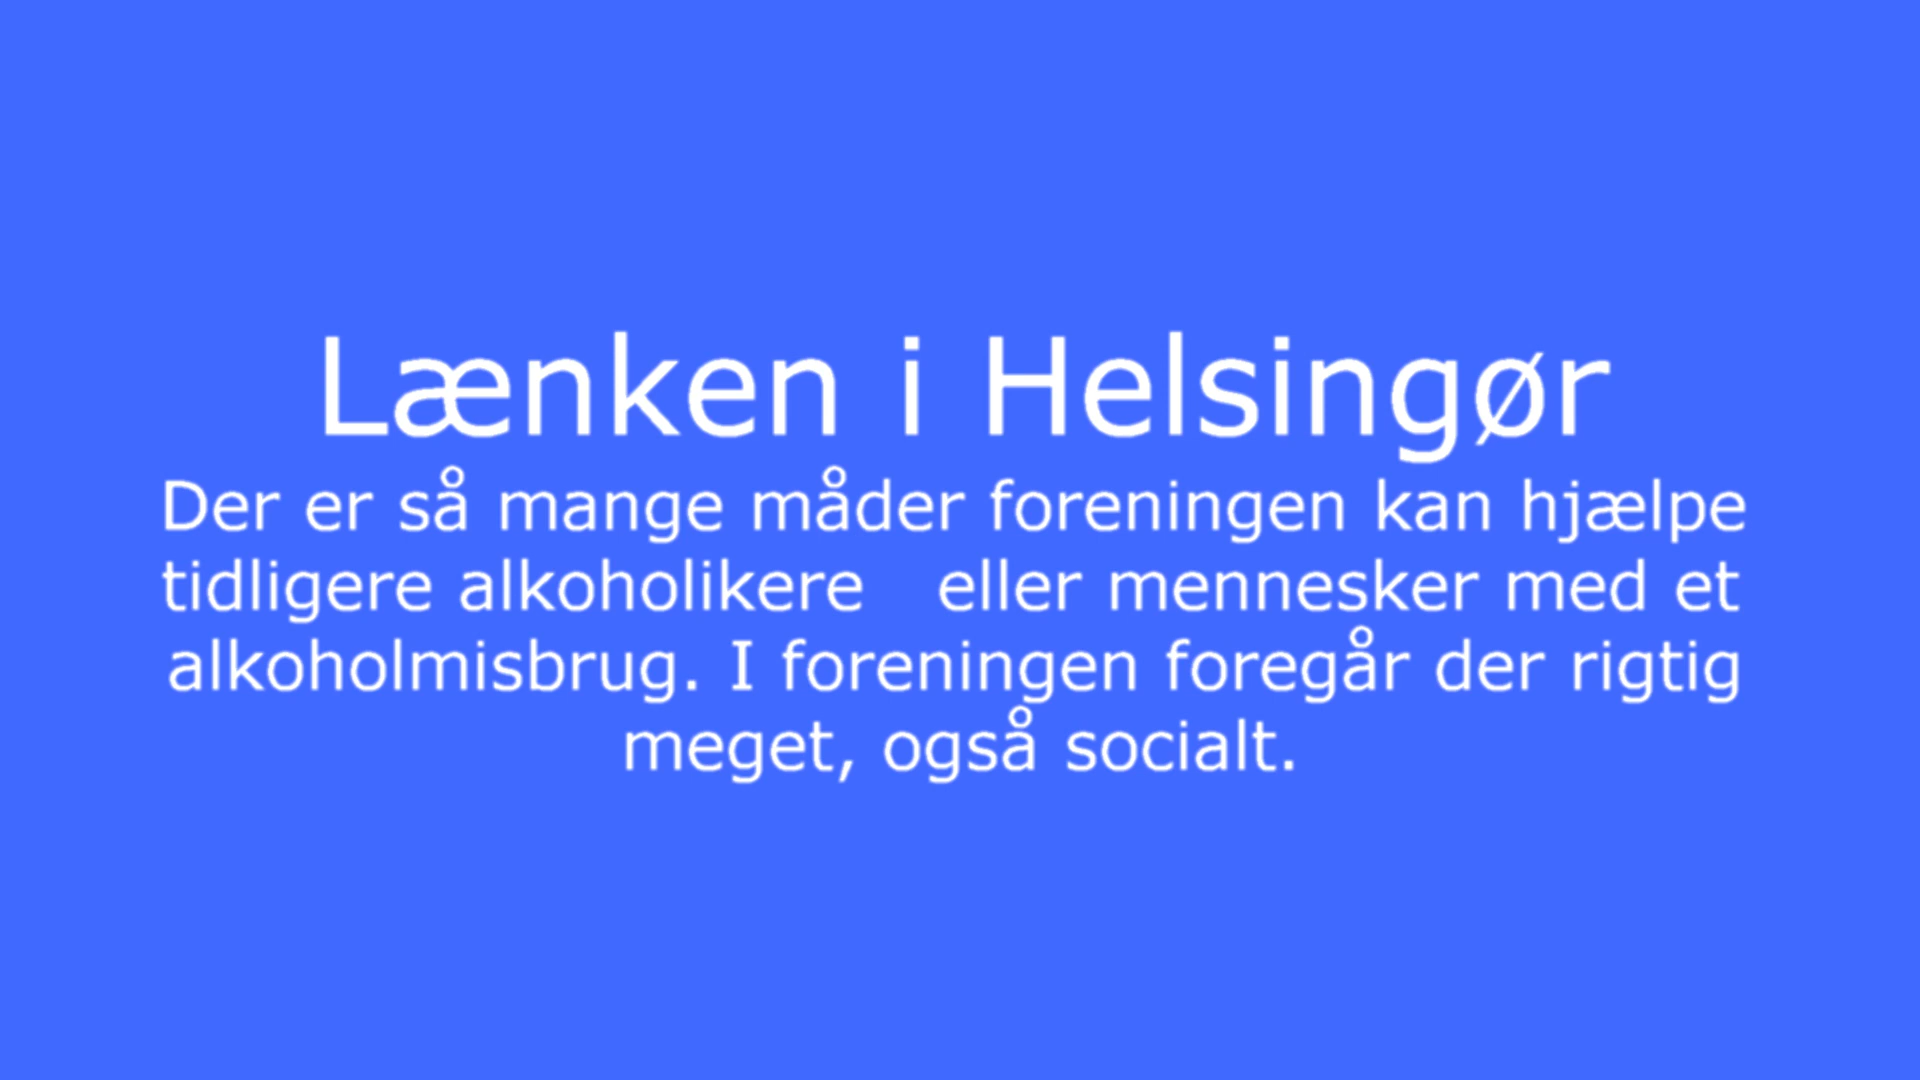 Lænken i Helsingør
Der er så mange måder foreningen kan hjælpe
tidligere alkoholikere   eller mennesker med et
alkoholmisbrug. I foreningen foregår der rigtig
meget, også socialt.